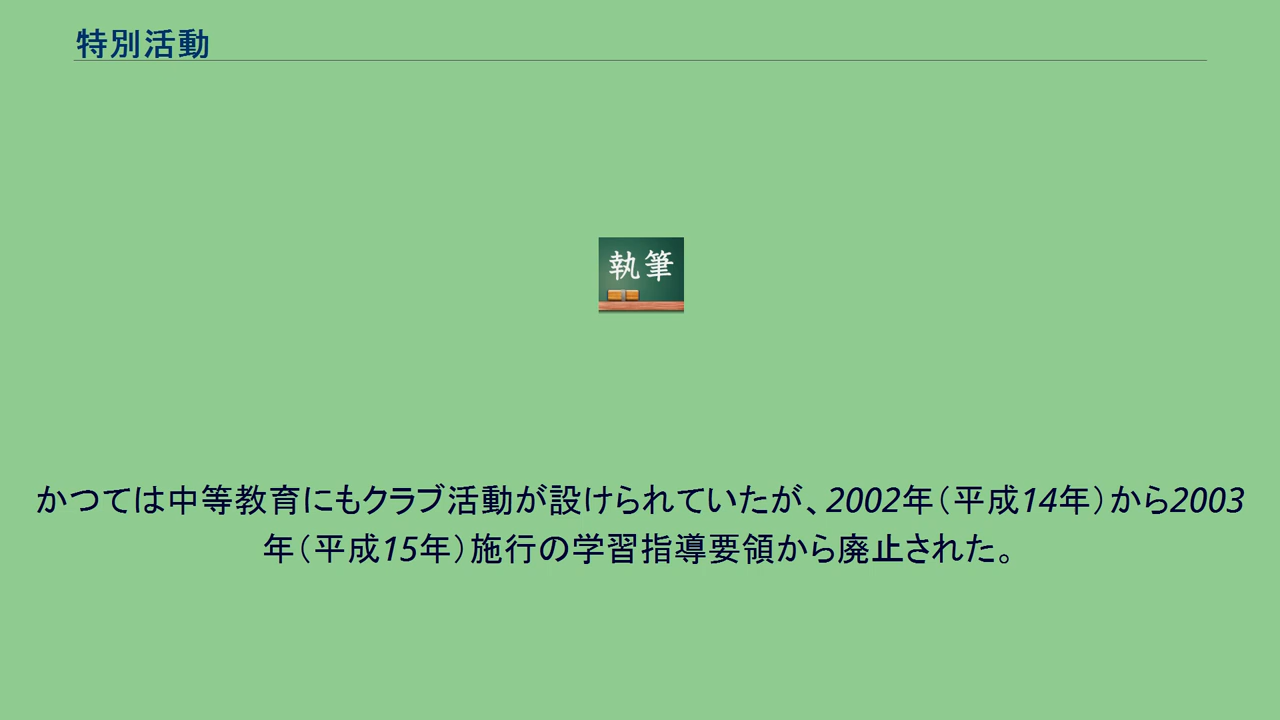 特別活動
執筆
かつては中等教育にもクラブ活動が設けられていたが、2002年（平成14年）から2003
年（平成15年）施行の学習指導要領から廃止された。